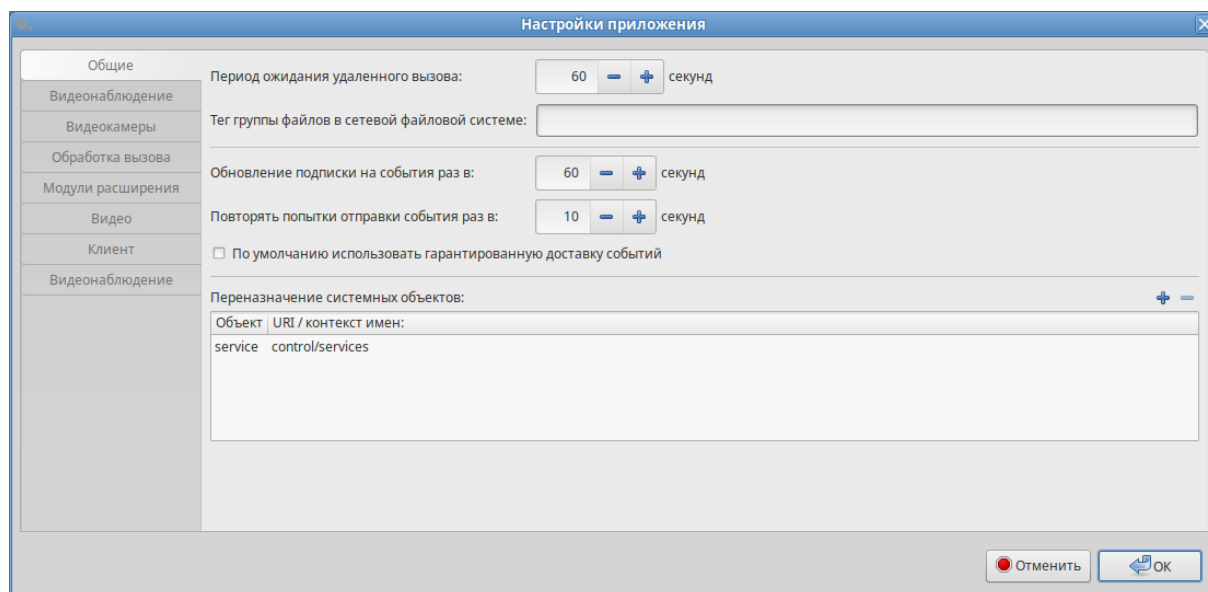 Настройки приложения
Общие
Видеонаблюдение
Видеокамеры
Обработка вызова
Модули расширения
Видео
Клиент
Видеонаблюдение
Период ожидания удаленного вызова: 60 секунд
Тег группы файлов в сетевой файловой системе:
Обновление подписки на события раз в: 60 секунд
Повторять попытки отправки события раз в: 10 секунд
По умолчанию использовать гарантированную доставку событий
Переназначение системных объектов:
Объект URI / контекст имен:
service control/services
Отменить ОК